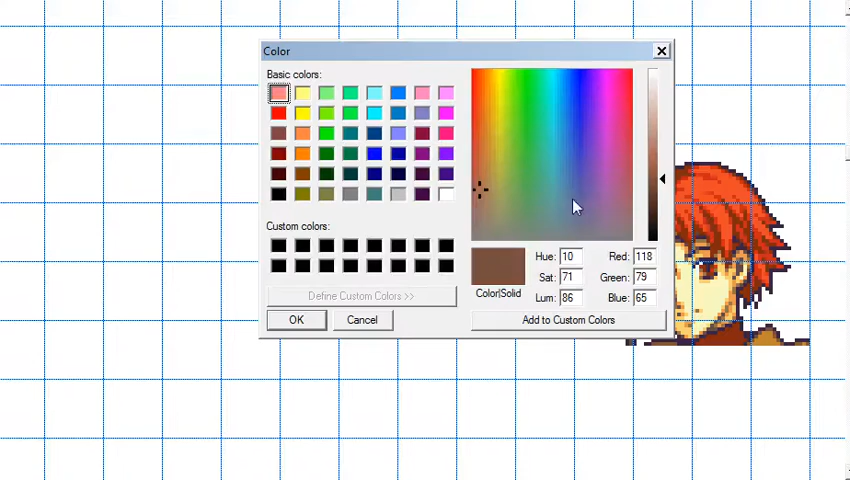 Color
Basic colors:
Custom colors:
Define Custom Colors >>
OK
Cancel
Color|Solid
Hue: 10
Sat: 71
Lum: 86
Red: 118
Green: 79
Blue: 65
Add to Custom Colors